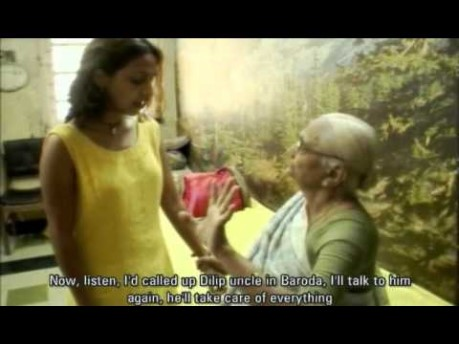 Now, listen, I'd called up Dilip uncle in Baroda, I'll talk to him
again, he'll take care of everything